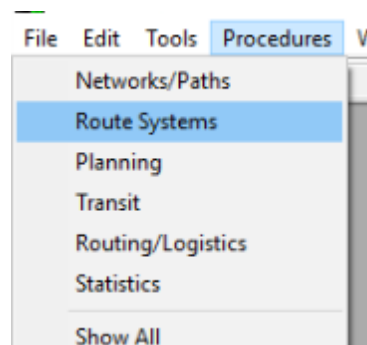 File Edit Tools Procedures
Networks/Paths
Route Systems
Planning
Transit
Routing/Logistics
Statistics
Show All